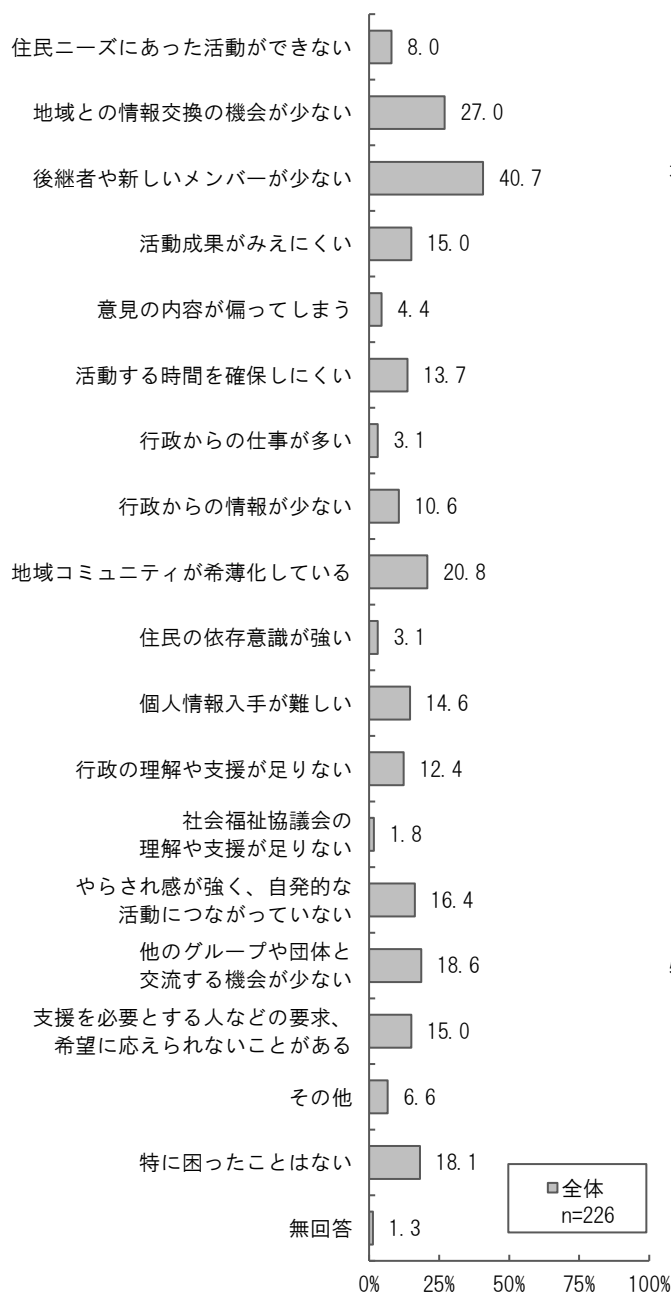 住民ニーズにあった活動ができない 8.0
地域との情報交換の機会が少ない 27.0
後継者や新しいメンバーが少ない 40.7
活動成果がみえにくい 15.0
意見の内容が偏ってしまう 4.4
活動する時間を確保しにくい 13.7
行政からの仕事が多い 3.1
行政からの情報が少ない 10.6
地域コミュニティが希薄化している 20.8
住民の依存意識が強い 3.1
個人情報入手が難しい 14.6
行政の理解や支援が足りない 12.4
社会福祉協議会の
理解や支援が足りない 1.8
やらされ感が強く、自発的な
活動につながっていない 16.4
他のグループや団体と
交流する機会が少ない 18.6
支援を必要とする人などの要求、
希望に応えられないことがある 15.0
その他 6.6
特に困ったことはない 18.1
無回答 1.3
全体
n=226
0% 25% 50% 75% 100%